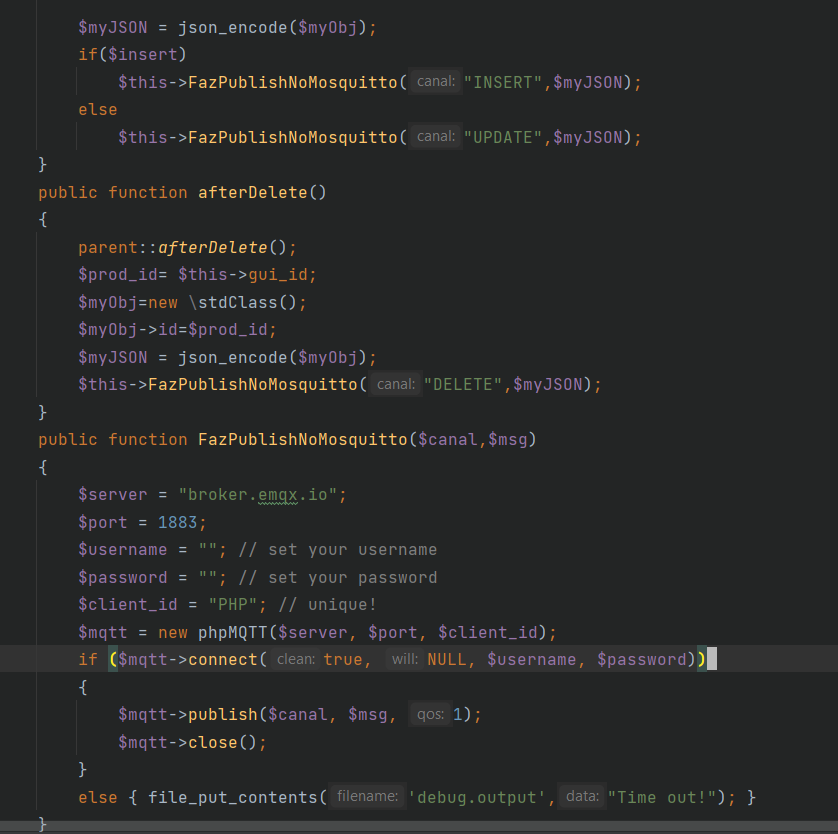 $myJSON = json_encode($myObj);
if($insert)
$this->FazPublishNoMosquitto( canal: "INSERT",$myJSON);
else
$this->FazPublishNoMosquitto( canal: "UPDATE",$myJSON);
}
public function afterDelete()
{
parent::afterDelete();
$prod_id= $this->gui_id;
$myObj=new \stdClass();
$myObj->id=$prod_id;
$myJSON = json_encode($myObj);
$this->FazPublishNoMosquitto( canal: "DELETE",$myJSON);
}
public function FazPublishNoMosquitto($canal,$msg)
{
$server = "broker.emqx.io";
$port = 1883;
$username = ""; // set your username
$password = ""; // set your password
$client_id = "PHP"; // unique!
$mqtt = new phpMQTT($server, $port, $client_id);
if ($mqtt->connect( clean: true, will: NULL, $username, $password))
{
$mqtt->publish($canal, $msg, qos: 1);
$mqtt->close();
}
else { file_put_contents( filename: 'debug.output', data: "Time out!"); }
}